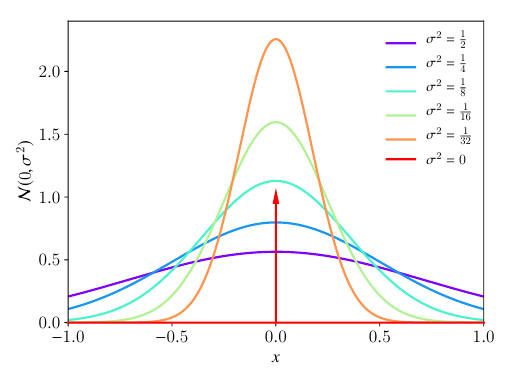 2.0
1.5
1.0
0.5
0.0
𝒩(0, σ²)
−1.0 −0.5 0.0 0.5 1.0
x
σ² = 1/2
σ² = 1/4
σ² = 1/8
σ² = 1/16
σ² = 1/32
σ² = 0